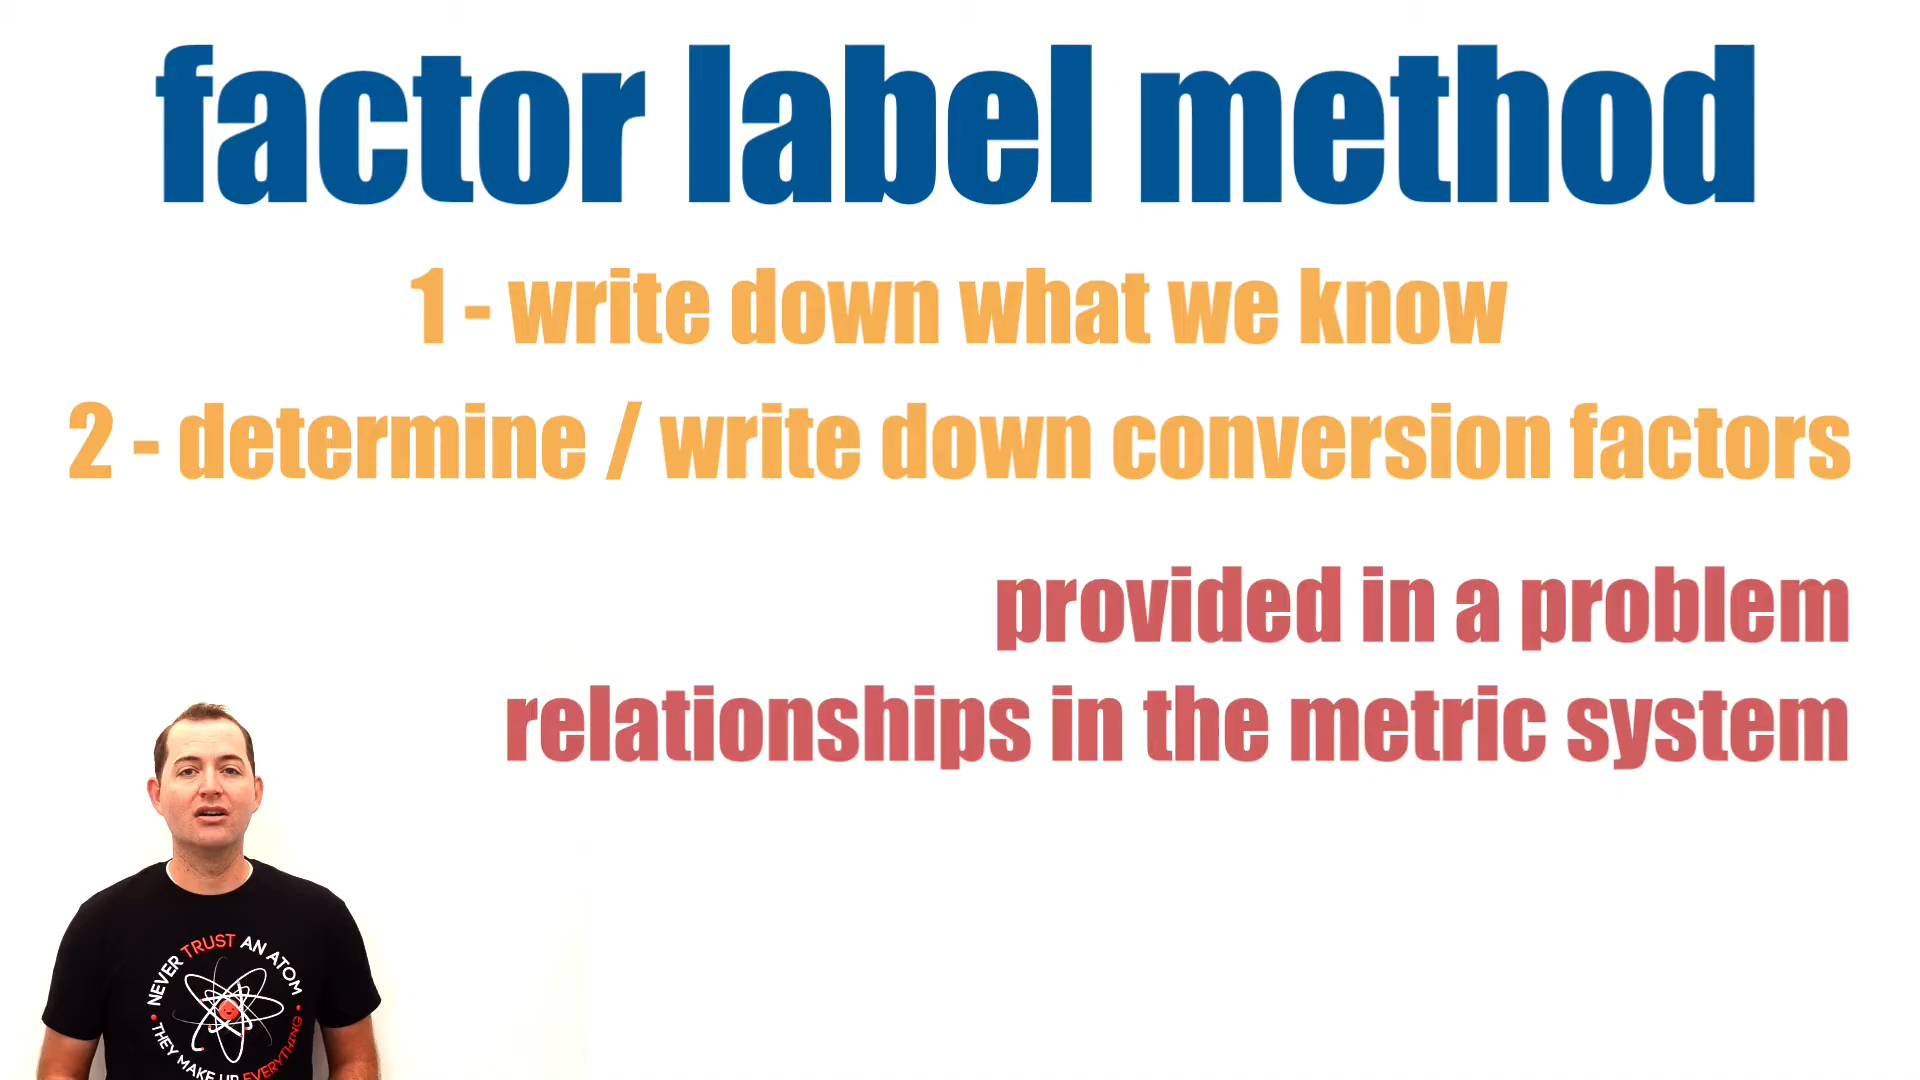 factor label method
1 - write down what we know
2 - determine / write down conversion factors
provided in a problem
relationships in the metric system
NEVER TRUST AN ATOM
THEY MAKE UP EVERYTHING